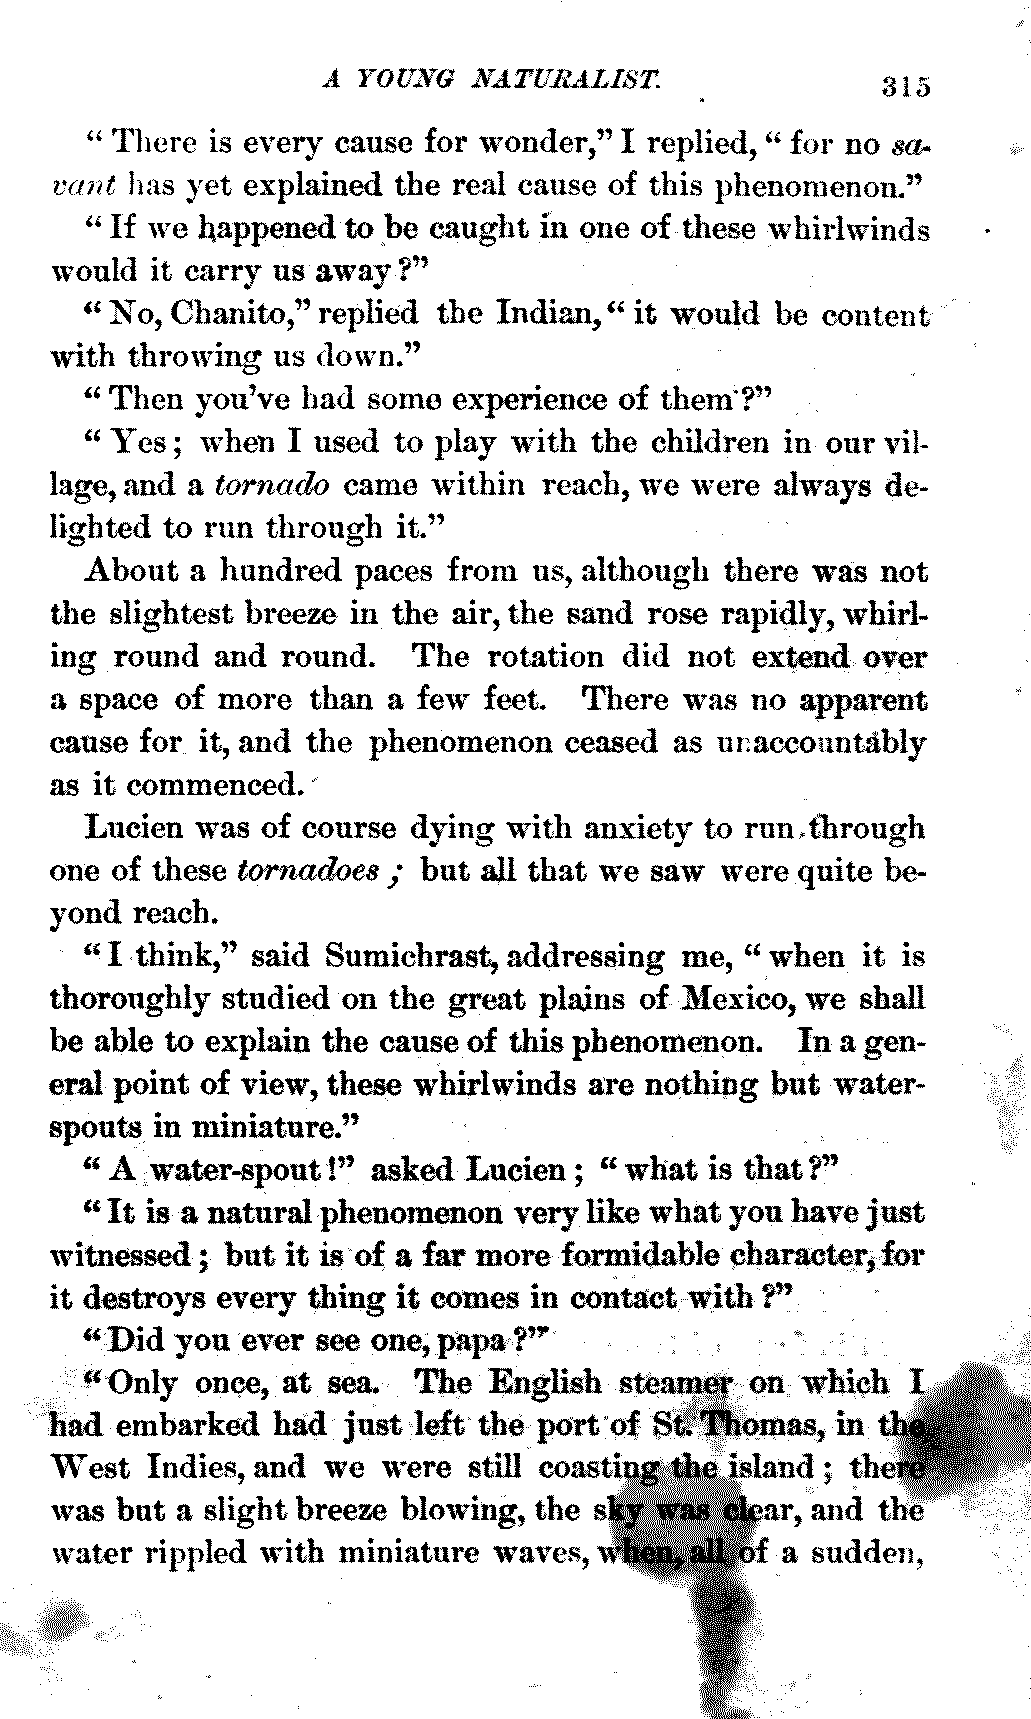 A YOUNG NATURALIST. 315
“ There is every cause for wonder,” I replied, “ for no sa-
vant has yet explained the real cause of this phenomenon.”
“ If we happened to be caught in one of these whirlwinds
would it carry us away ?”
“ No, Chanito,” replied the Indian, “ it would be content
with throwing us down.”
“ Then you've had some experience of them ?”
“ Yes ; when I used to play with the children in our vil-
lage, and a tornado came within reach, we were always de-
lighted to run through it.”
About a hundred paces from us, although there was not
the slightest breeze in the air, the sand rose rapidly, whirl-
ing round and round. The rotation did not extend over
a space of more than a few feet. There was no apparent
cause for it, and the phenomenon ceased as unaccountably
as it commenced.
Lucien was of course dying with anxiety to run through
one of these tornadoes ; but all that we saw were quite be-
yond reach.
“ I think,” said Sumichrast, addressing me, “ when it is
thoroughly studied on the great plains of Mexico, we shall
be able to explain the cause of this phenomenon. In a gen-
eral point of view, these whirlwinds are nothing but water-
spouts in miniature.”
“ A water-spout !” asked Lucien ; “ what is that ?”
“ It is a natural phenomenon very like what you have just
witnessed ; but it is of a far more formidable character, for
it destroys every thing it comes in contact with ?”
“ Did you ever see one, papa ?”
“ Only once, at sea. The English steamer on which I
had embarked had just left the port of St. Thomas, in the
West Indies, and we were still coasting the island ; there
was but a slight breeze blowing, the sky was clear, and the
water rippled with miniature waves, when, all of a sudden,